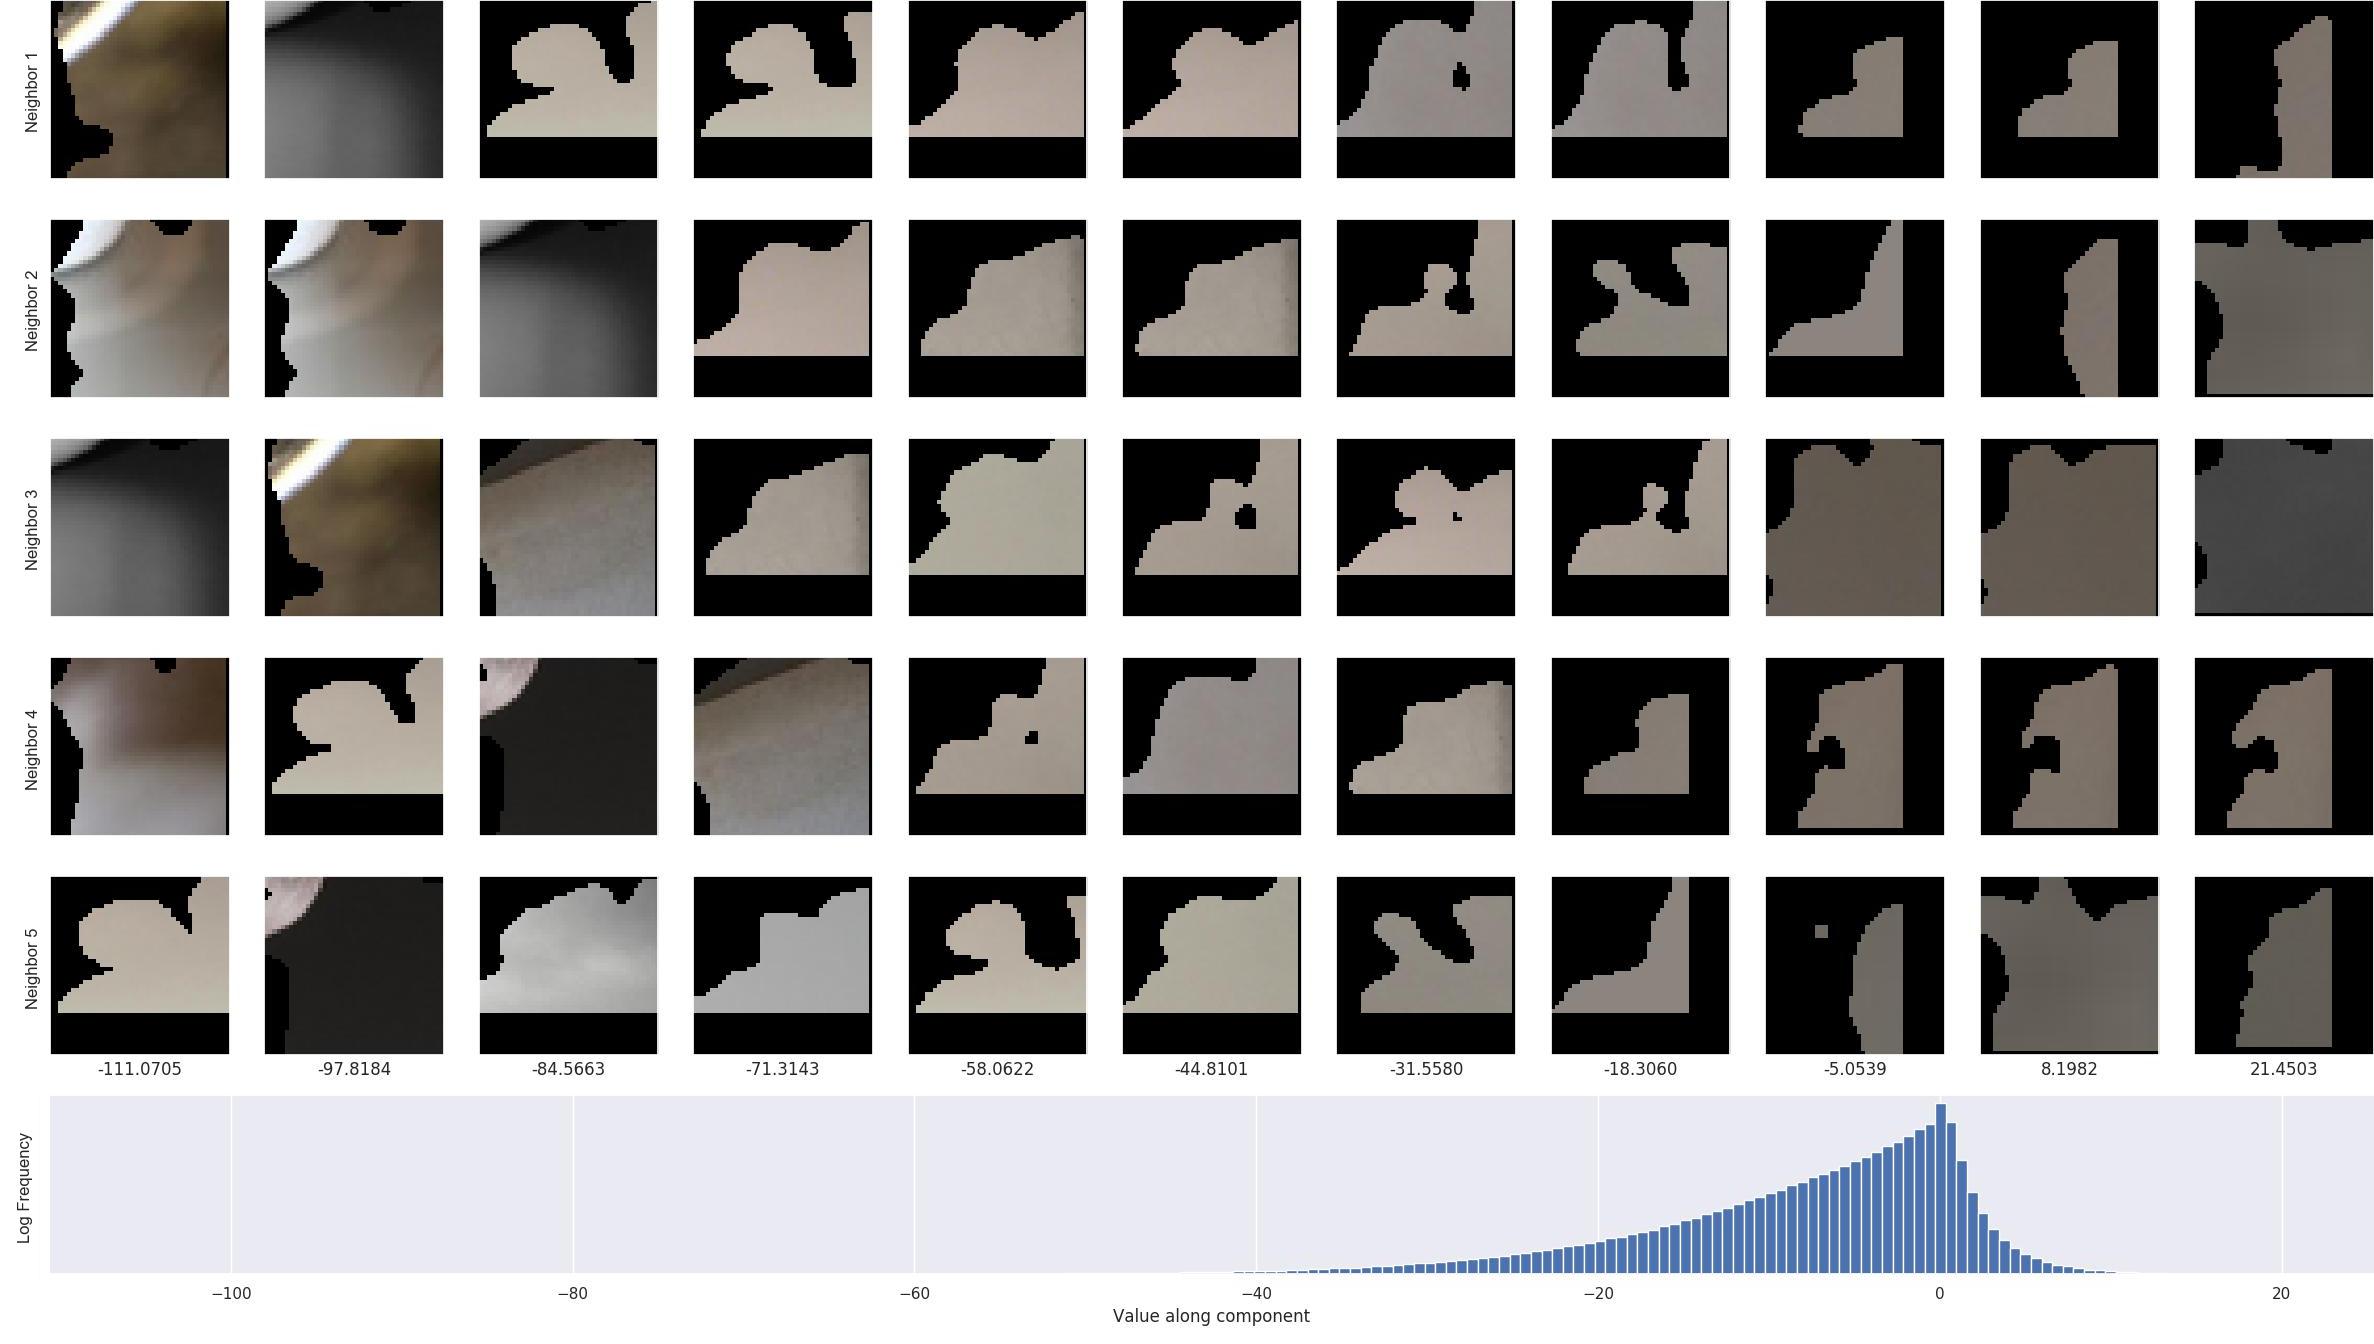 Neighbor 1
Neighbor 2
Neighbor 3
Neighbor 4
Neighbor 5
-111.0705 -97.8184 -84.5663 -71.3143 -58.0622 -44.8101 -31.5580 -18.3060 -5.0539 8.1982 21.4503
Log Frequency
−100 −80 −60 −40 −20 0 20
Value along component